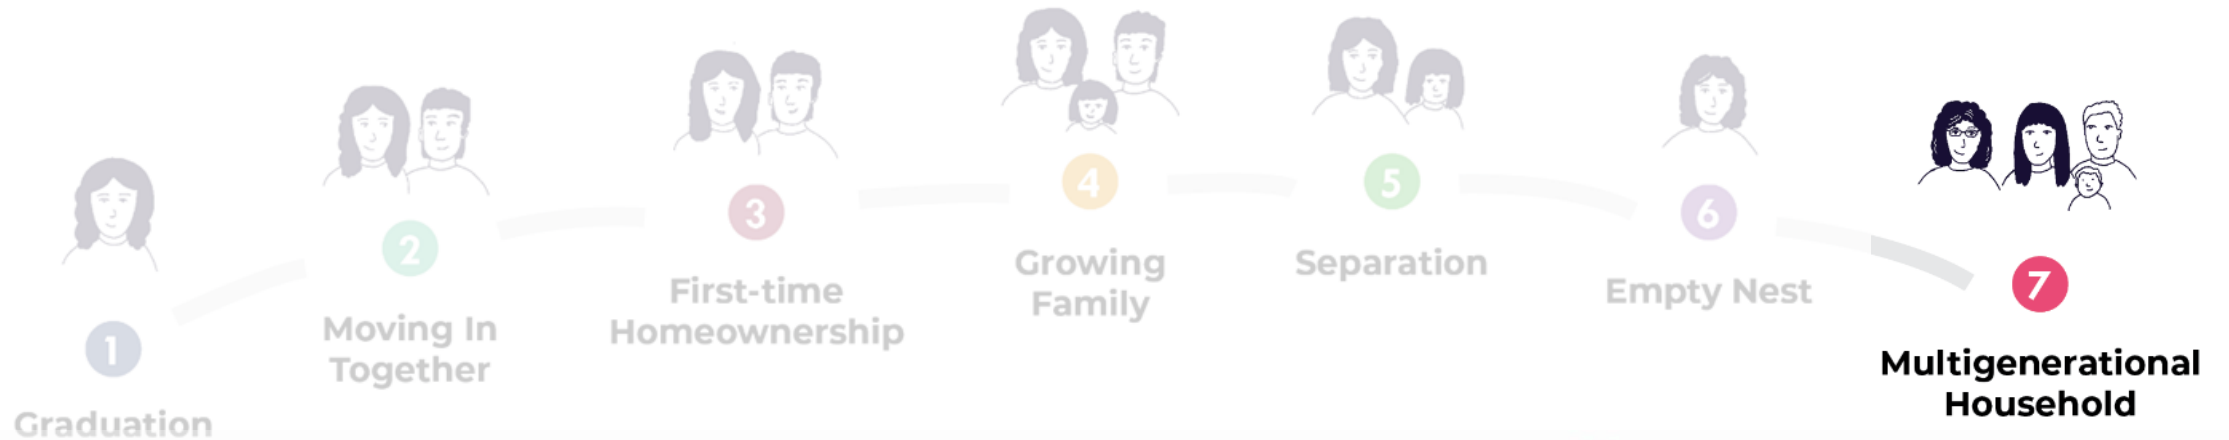 1
Graduation
2
Moving In
Together
3
First-time
Homeownership
4
Growing
Family
5
Separation
6
Empty Nest
7
Multigenerational
Household